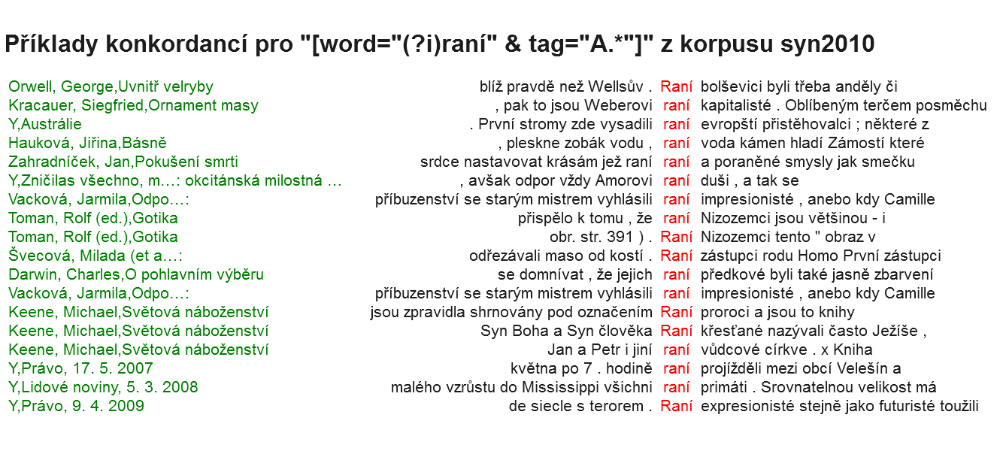 Příklady konkordancí pro "[word="(?i)raní" & tag="A.*"]" z korpusu syn2010
Orwell, George,Uvnitř velryby blíž pravdě než Wellsův . Raní bolševici byli třeba anděly či
Kracauer, Siegfried,Ornament masy , pak to jsou Weberovi raní kapitalisté . Oblíbeným terčem posměchu
Y,Austrálie . První stromy zde vysadili raní evropští přistěhovalci ; některé z
Hauková, Jiřina,Básně , pleskne zobák vodu , raní voda kámen hladí Zámostí které
Zahradníček, Jan,Pokušení smrti srdce nastavovat krásám jež raní raní a poraněné smysly jak smečku
Y,Zničilas všechno, m…: okcitánská milostná … , avšak odpor vždy Amorovi raní duši , a tak se
Vacková, Jarmila,Odpo…: příbuzenství se starým mistrem vyhlásili raní impresionisté , anebo kdy Camille
Toman, Rolf (ed.),Gotika přispělo k tomu , že raní Nizozemci jsou většinou - i
Toman, Rolf (ed.),Gotika obr. str. 391 ) . Raní Nizozemci tento " obraz v
Švecová, Milada (et a…: odřezávali maso od kostí . Raní zástupci rodu Homo První zástupci
Darwin, Charles,O pohlavním výběru se domnívat , že jejich raní předkové byli také jasně zbarvení
Vacková, Jarmila,Odpo…: příbuzenství se starým mistrem vyhlásili raní impresionisté , anebo kdy Camille
Keene, Michael,Světová náboženství jsou zpravidla shrnovány pod označením Raní proroci a jsou to knihy
Keene, Michael,Světová náboženství Syn Boha a Syn člověka Raní křesťané nazývali často Ježíše ,
Keene, Michael,Světová náboženství Jan a Petr i jiní raní vůdcové církve . x Kniha
Y,Právo, 17. 5. 2007 května po 7 . hodině raní projížděli mezi obcí Velešín a
Y,Lidové noviny, 5. 3. 2008 malého vzrůstu do Mississippi všichni raní primáti . Srovnatelnou velikost má
Y,Právo, 9. 4. 2009 de siecle s terorem . Raní expresionisté stejně jako futuristé toužili